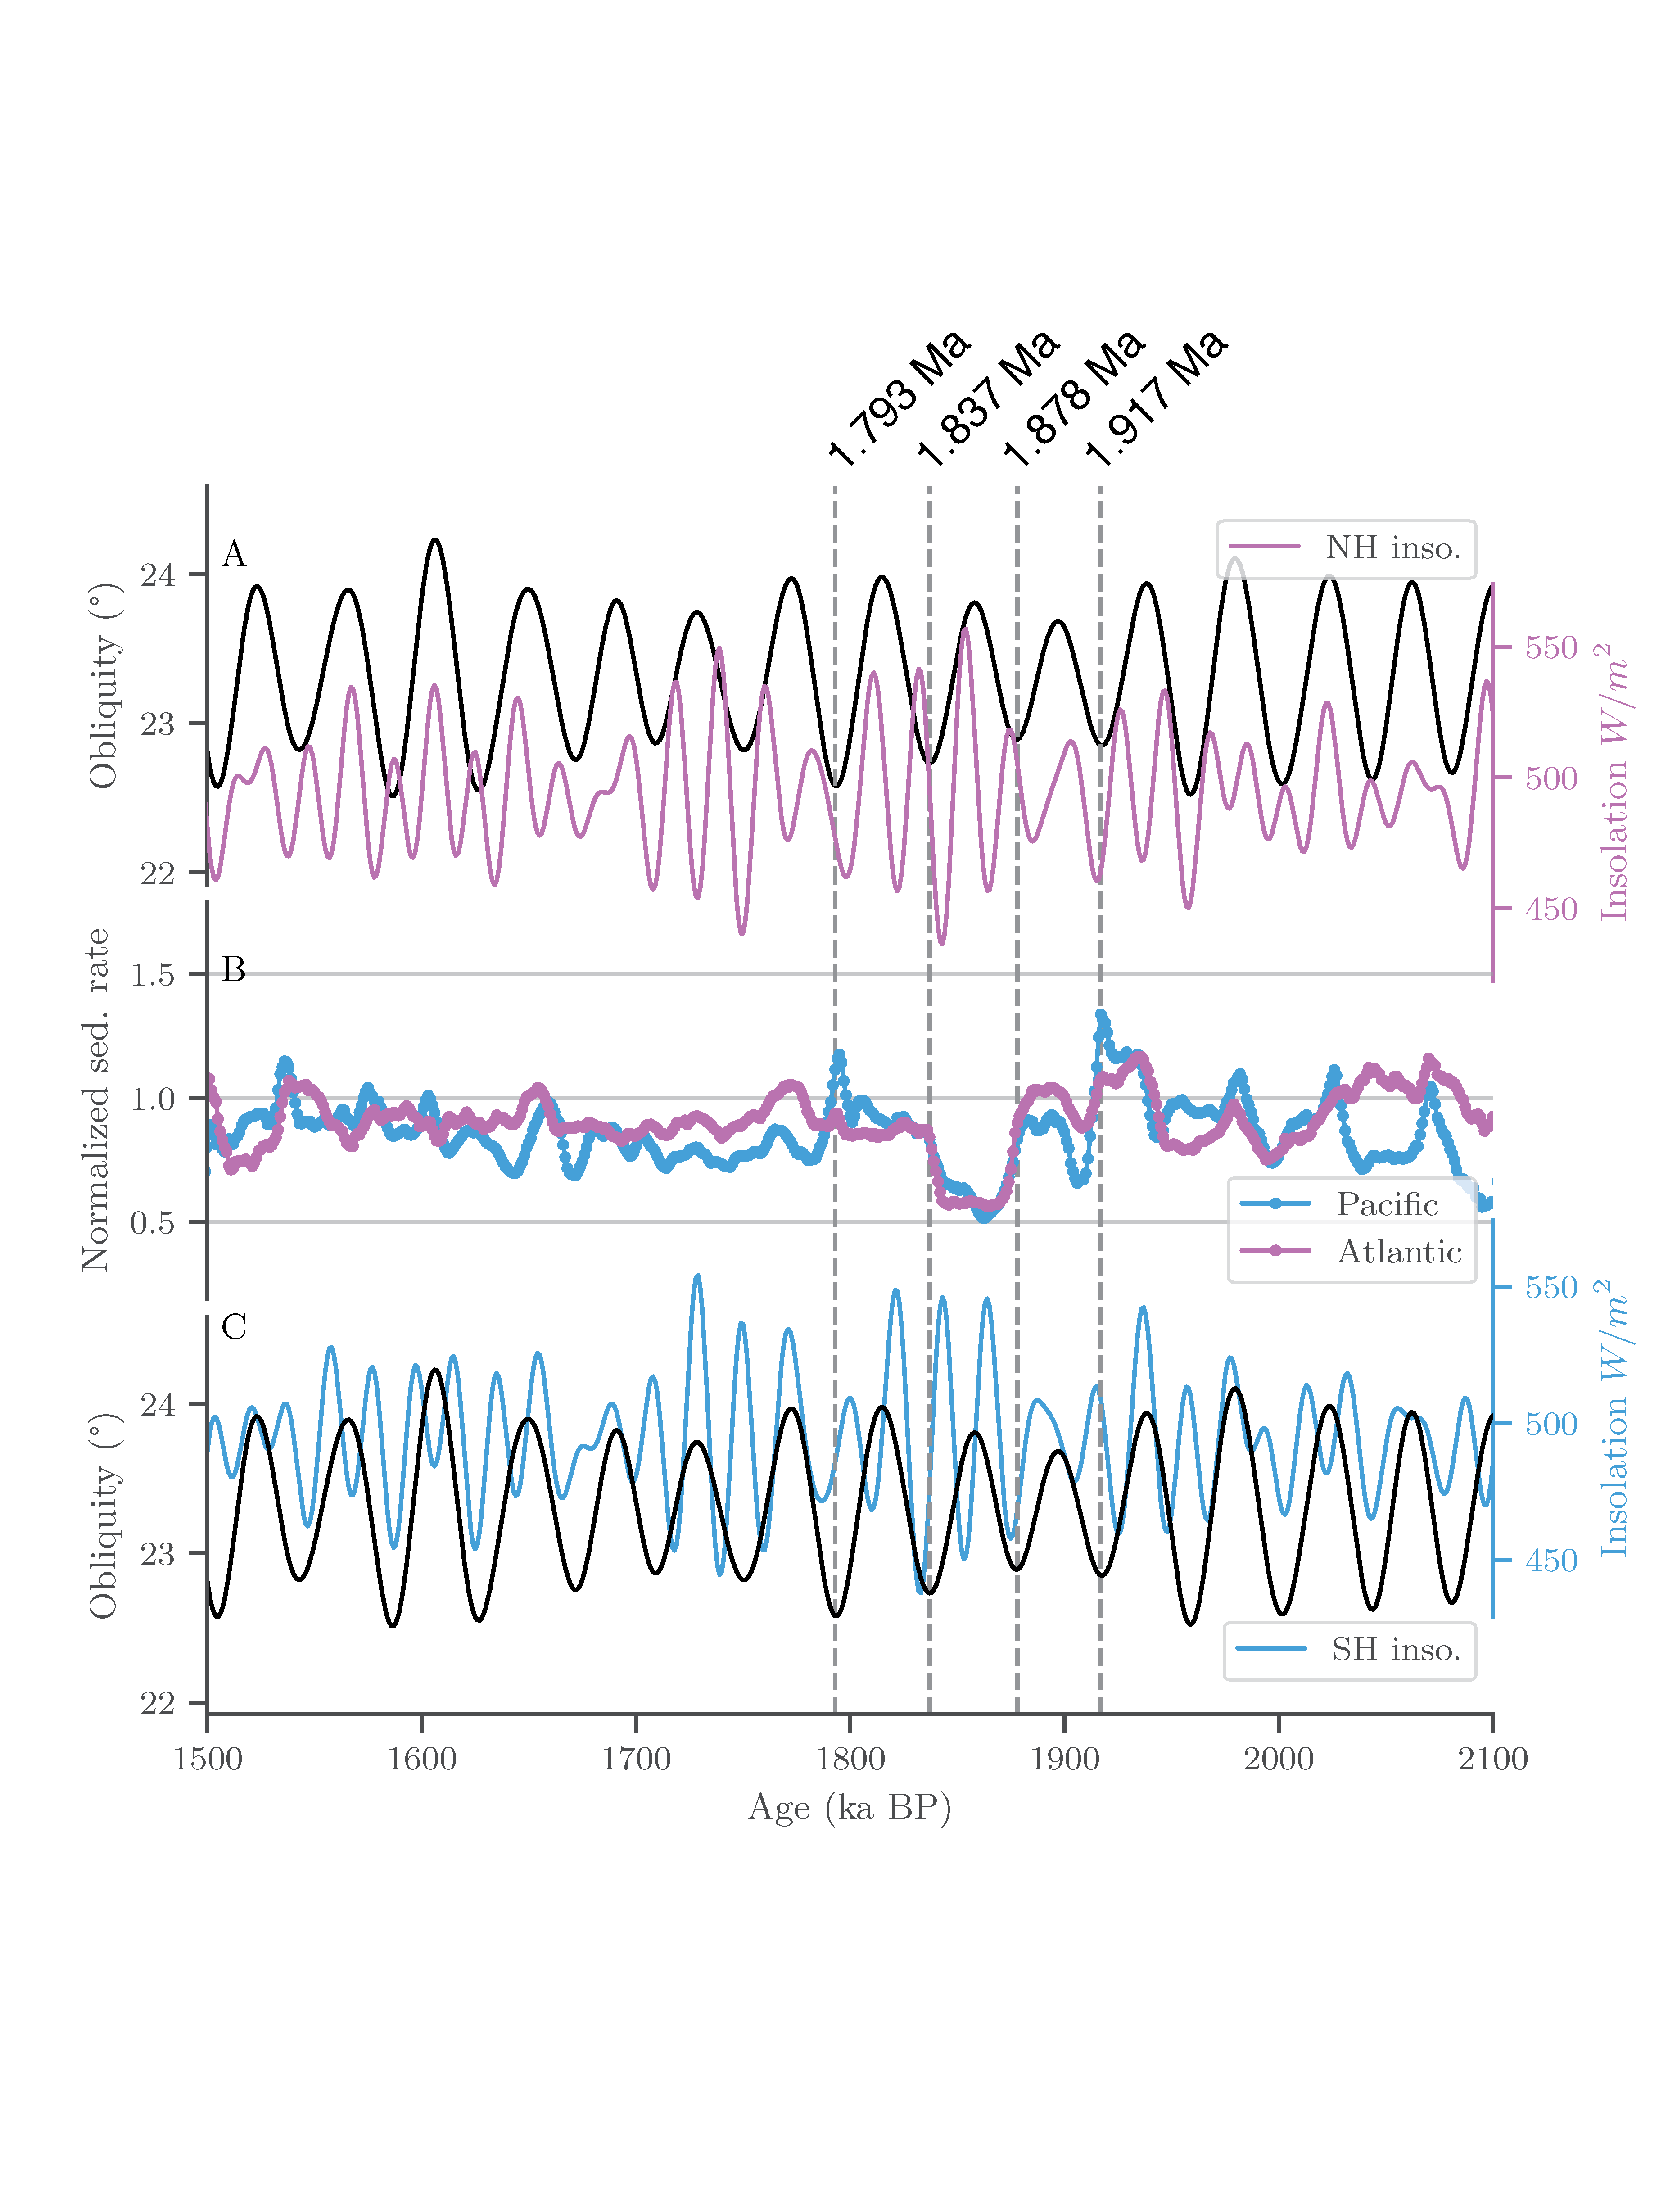 1.793 Ma
1.837 Ma
1.878 Ma
1.917 Ma
A
NH inso.
24
23
22
Obliquity (°)
550
500
450
Insolation W/m²
B
1.5
1.0
0.5
Normalized sed. rate
Pacific
Atlantic
C
24
23
22
Obliquity (°)
550
500
450
Insolation W/m²
SH inso.
1500 1600 1700 1800 1900 2000 2100
Age (ka BP)